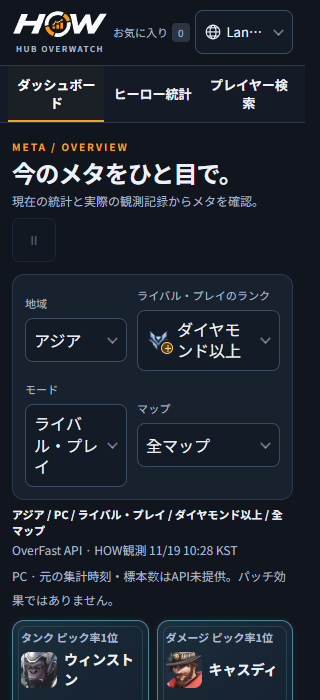 HOW
HUB OVERWATCH
お気に入り 0
Lan…
ダッシュボー
ド
ヒーロー統計
プレイヤー検
索
META / OVERVIEW
今のメタをひと目で。
現在の統計と実際の観測記録からメタを確認。
地域
ライバル・プレイのランク
アジア
ダイヤモ
ンド以上
モード
マップ
ライバ
ル・プレ
イ
全マップ
アジア / PC / ライバル・プレイ / ダイヤモンド以上 / 全
マップ
OverFast API · HOW観測 11/19 10:28 KST
PC · 元の集計時刻・標本数はAPI未提供。パッチ効
果ではありません。
タンク ピック率1位
ウィンスト
ン
ダメージ ピック率1位
キャスディ